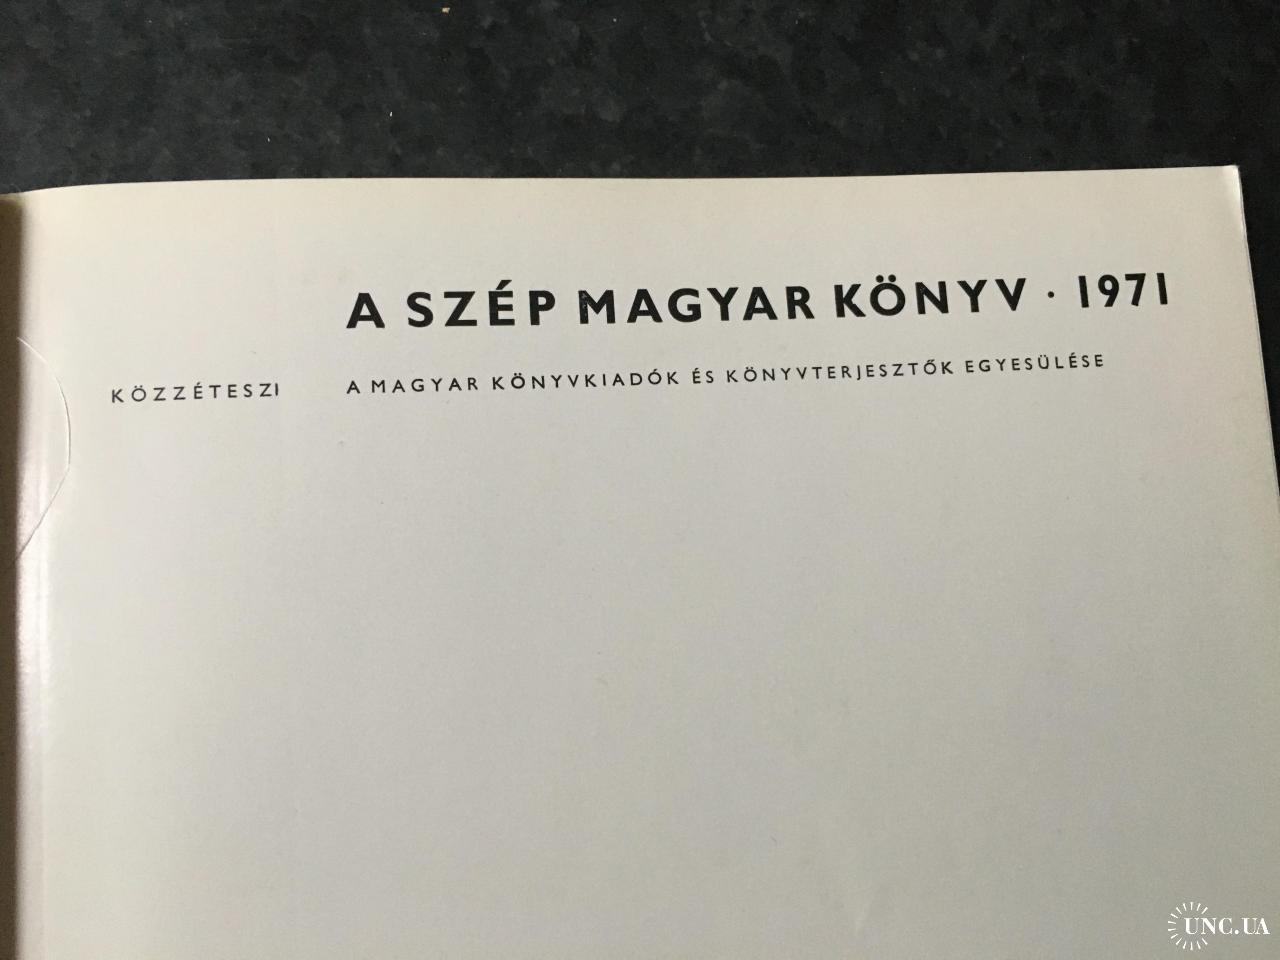 A SZÉP MAGYAR KÖNYV · 1971
KÖZZÉTESZI A MAGYAR KÖNYVKIADÓK ÉS KÖNYVTERJESZTŐK EGYESÜLÉSE
UNC.UA